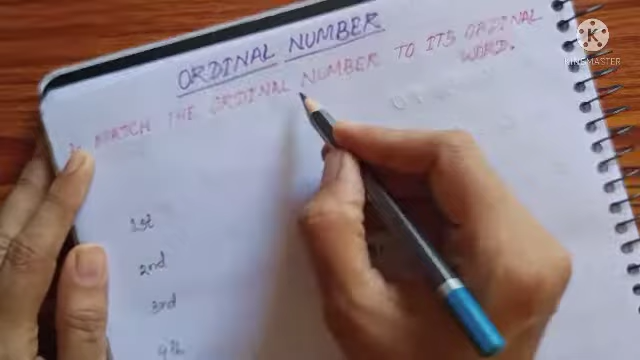 ORDINAL NUMBER
MATCH THE ORDINAL NUMBER TO ITS ORDINAL
WORD.
1st
2nd
3rd
4th
KINEMASTER